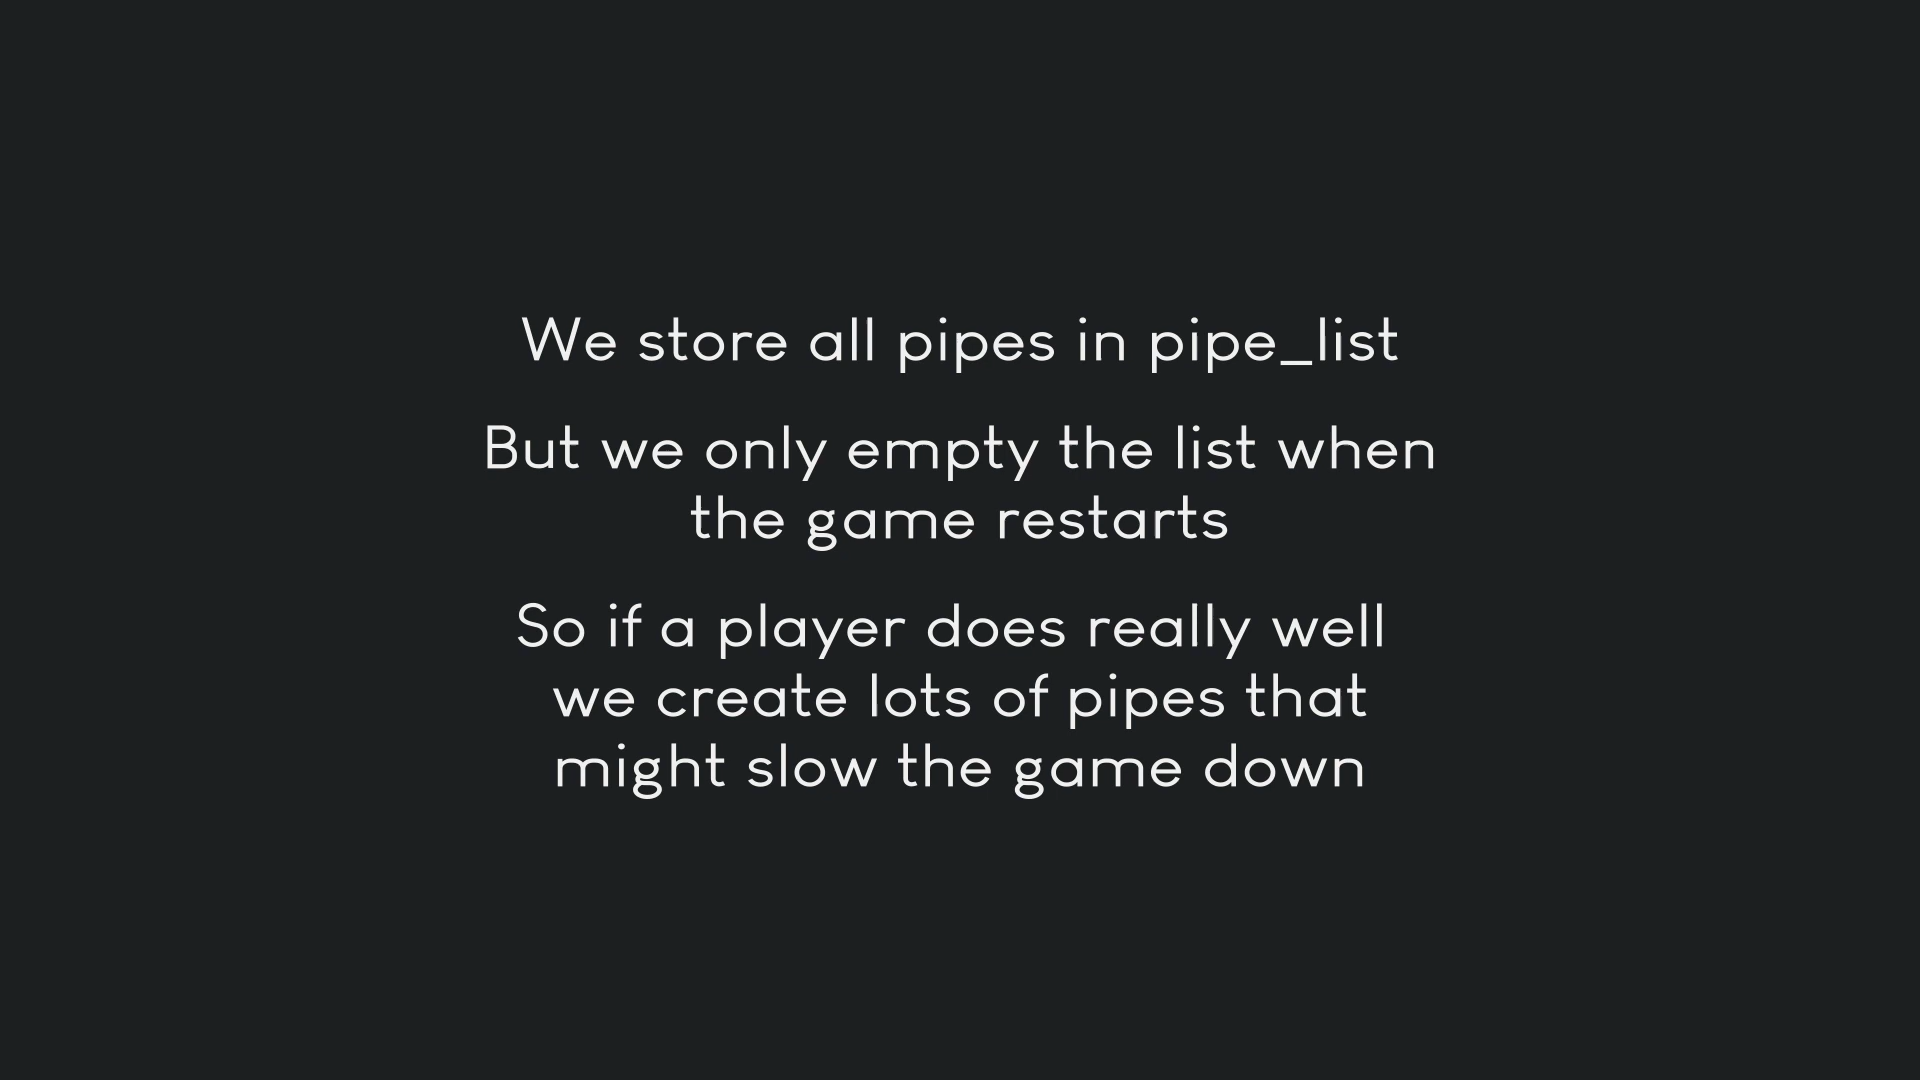 We store all pipes in pipe_list
But we only empty the list when
the game restarts
So if a player does really well
we create lots of pipes that
might slow the game down